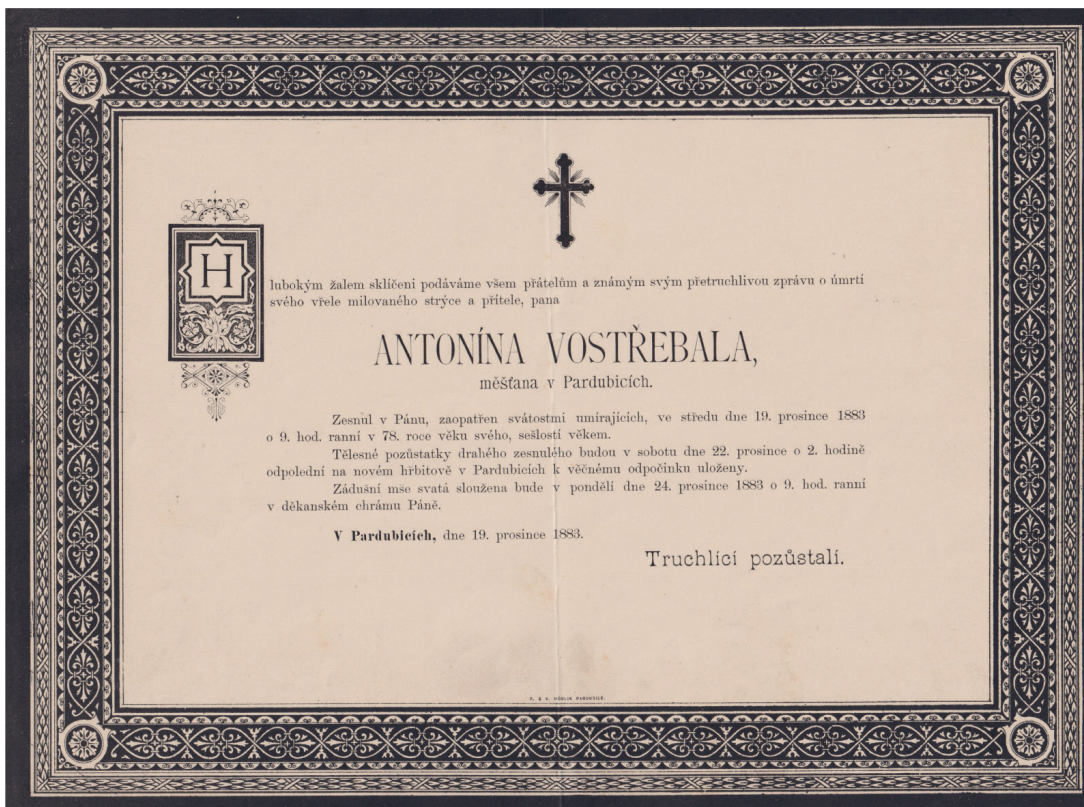 Hlubokým žalem sklíčeni podáváme všem přátelům a známým svým přetruchlivou zprávu o úmrtí
svého vřele milovaného strýce a přítele, pana
ANTONÍNA VOSTŘEBALA,
měšťana v Pardubicích.
Zesnul v Pánu, zaopatřen svátostmi umírajících, ve středu dne 19. prosince 1883
o 9. hod. ranní v 78. roce věku svého, sešlostí věkem.
Tělesné pozůstatky drahého zesnulého budou v sobotu dne 22. prosince o 2. hodině
odpolední na novém hřbitově v Pardubicích k věčnému odpočinku uloženy.
Zádušní mše svatá sloužena bude v pondělí dne 24. prosince 1883 o 9. hod. ranní
v děkanském chrámu Páně.
V Pardubicích, dne 19. prosince 1883.
Truchlící pozůstalí.